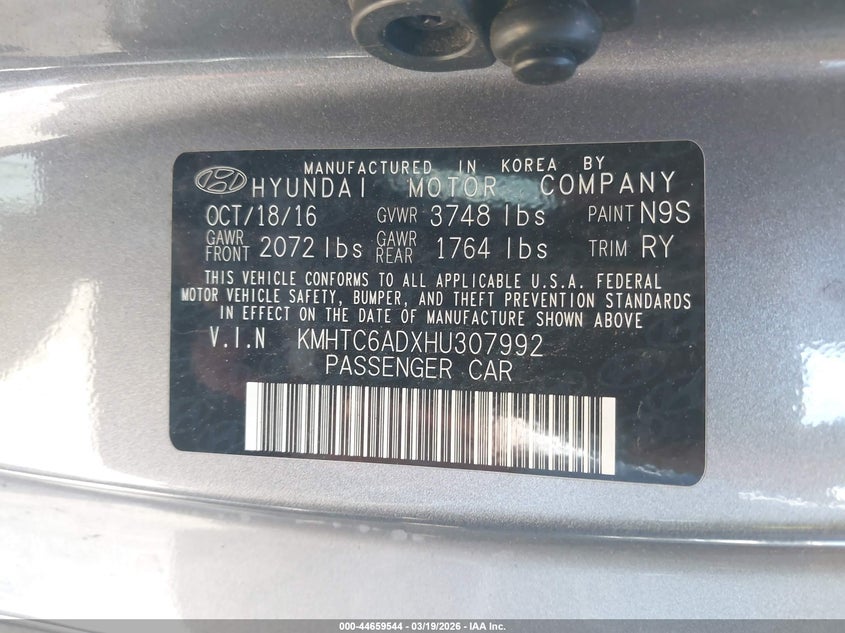 MANUFACTURED IN KOREA BY
HYUNDAI MOTOR COMPANY
OCT/18/16 GVWR 3748 lbs PAINT N9S
GAWR FRONT 2072 lbs GAWR REAR 1764 lbs TRIM RY
THIS VEHICLE CONFORMS TO ALL APPLICABLE U.S.A. FEDERAL
MOTOR VEHICLE SAFETY, BUMPER, AND THEFT PREVENTION STANDARDS
IN EFFECT ON THE DATE OF MANUFACTURE SHOWN ABOVE
V.I.N KMHTC6ADXHU307992
PASSENGER CAR
000-44659544 / 03/19/2026 - IAA Inc.